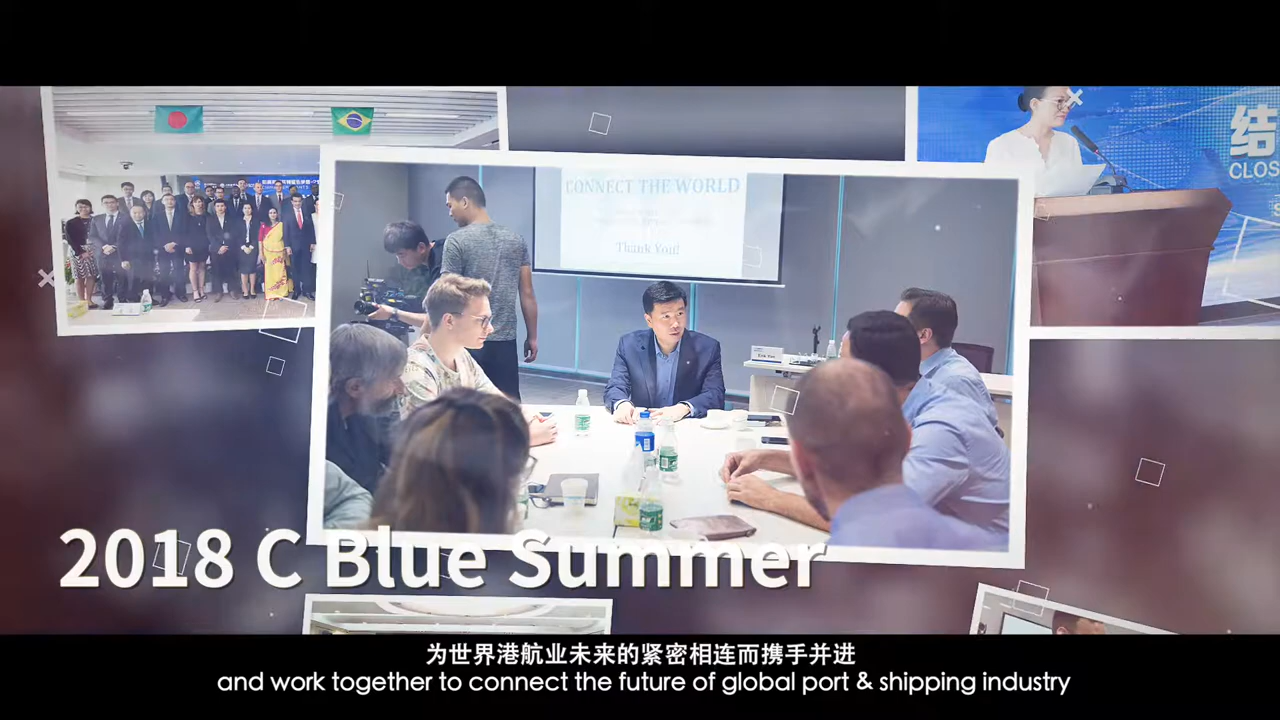 结
CLOS
CONNECT THE WORLD
Thank You!
2018 C Blue Summer
为世界港航业未来的紧密相连而携手并进
and work together to connect the future of global port & shipping industry